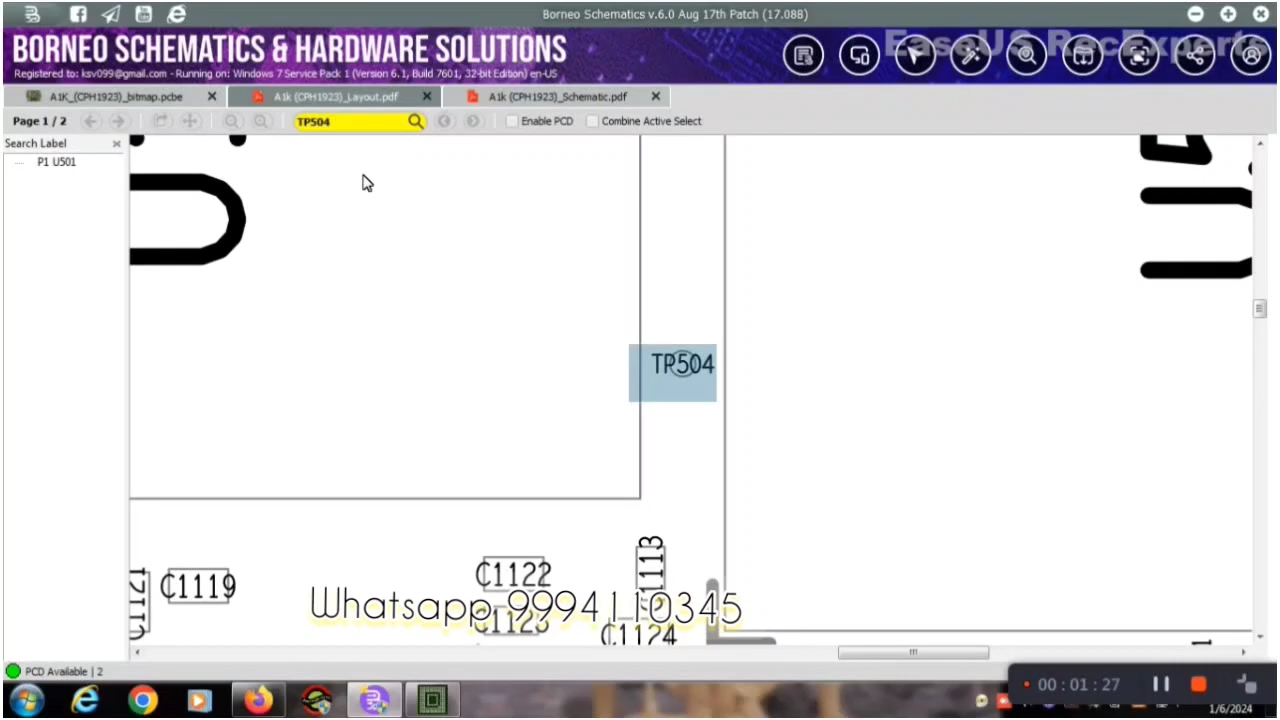 Borneo Schematics v.6.0 Aug 17th Patch (17.088)
BORNEO SCHEMATICS & HARDWARE SOLUTIONS
EaseUS RecExperts
Registered to: ksv099@gmail.com - Running on: Windows 7 Service Pack 1 (Version 6.1, Build 7601, 32-bit Edition) en-US
A1K_(CPH1923)_bitmap.pcbe
A1k (CPH1923)_Layout.pdf
A1k (CPH1923)_Schematic.pdf
Page 1 / 2
TP504
Enable PCD
Combine Active Select
Search Label
P1 U501
TP504
C1113
C1122
C1119
Whatsapp 9994110345
C1124
PCD Available | 2
00:01:27
1/6/2024